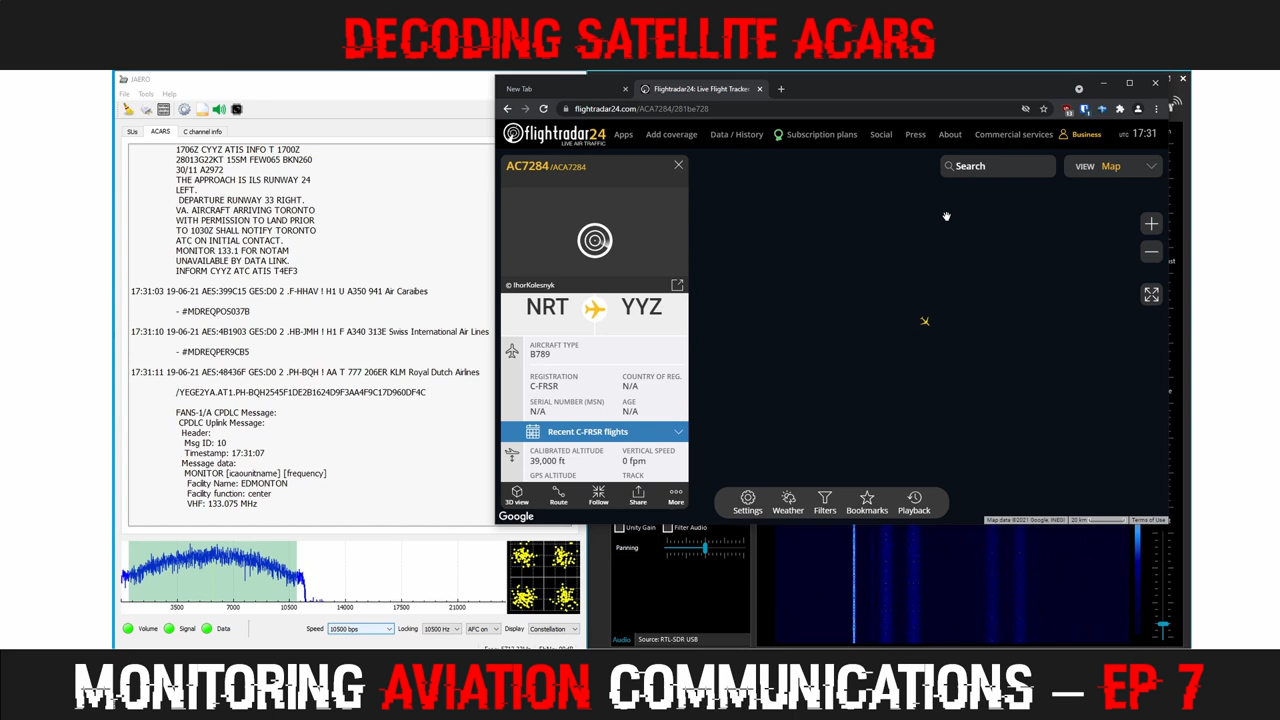 DECODING SATELLITE ACARS
JAERO
File Tools Help
SUs ACARS C channel info
1706Z CYYZ ATIS INFO T 1700Z
28013G22KT 15SM FEW065 BKN260
30/11 A2972
THE APPROACH IS ILS RUNWAY 24
LEFT.
DEPARTURE RUNWAY 33 RIGHT.
VA. AIRCRAFT ARRIVING TORONTO
WITH PERMISSION TO LAND PRIOR
TO 1030Z SHALL NOTIFY TORONTO
ATC ON INITIAL CONTACT.
MONITOR 133.1 FOR NOTAM
UNAVAILABLE BY DATA LINK.
INFORM CYYZ ATC ATIS T4EF3
17:31:03 19-06-21 AES:399C15 GES:D0 2 .F-HHAV ! H1 U A350 941 Air Caraibes
- #MDREQPOS037B
17:31:10 19-06-21 AES:4B1903 GES:D0 2 .HB-JMH ! H1 F A340 313E Swiss International Air Lines
- #MDREQPER9CB5
17:31:11 19-06-21 AES:48436F GES:D0 2 .PH-BQH ! AA T 777 206ER KLM Royal Dutch Airlines
/YEGE2YA.AT1.PH-BQH2545F1DE2B1624D9F3AA4F9C17D960DF4C
FANS-1/A CPDLC Message:
CPDLC Uplink Message:
Header:
Msg ID: 10
Timestamp: 17:31:07
Message data:
MONITOR [icaounitname] [frequency]
Facility Name: EDMONTON
Facility function: center
VHF: 133.075 MHz
3500 7000 10500 14000 17500 21000
Volume Signal Data Speed 10500 bps Locking 10500 Hz AFC on Display Constellation
New Tab
Flightradar24: Live Flight Tracker
flightradar24.com/ACA7284/281be728
flightradar24
LIVE AIR TRAFFIC
Apps Add coverage Data / History Subscription plans Social Press About Commercial services Business UTC 17:31
AC7284 /ACA7284
Search
VIEW Map
© IhorKolesnyk
NRT YYZ
AIRCRAFT TYPE
B789
REGISTRATION COUNTRY OF REG.
C-FRSR N/A
SERIAL NUMBER (MSN) AGE
N/A N/A
Recent C-FRSR flights
CALIBRATED ALTITUDE VERTICAL SPEED
39,000 ft 0 fpm
GPS ALTITUDE TRACK
3D view Route Follow Share More
Settings Weather Filters Bookmarks Playback
Google
Map data ©2021 Google, INEGI 20 km Terms of Use
Unity Gain Filter Audio
Panning
Audio Source: RTL-SDR USB
MONITORING AVIATION COMMUNICATIONS – EP 7